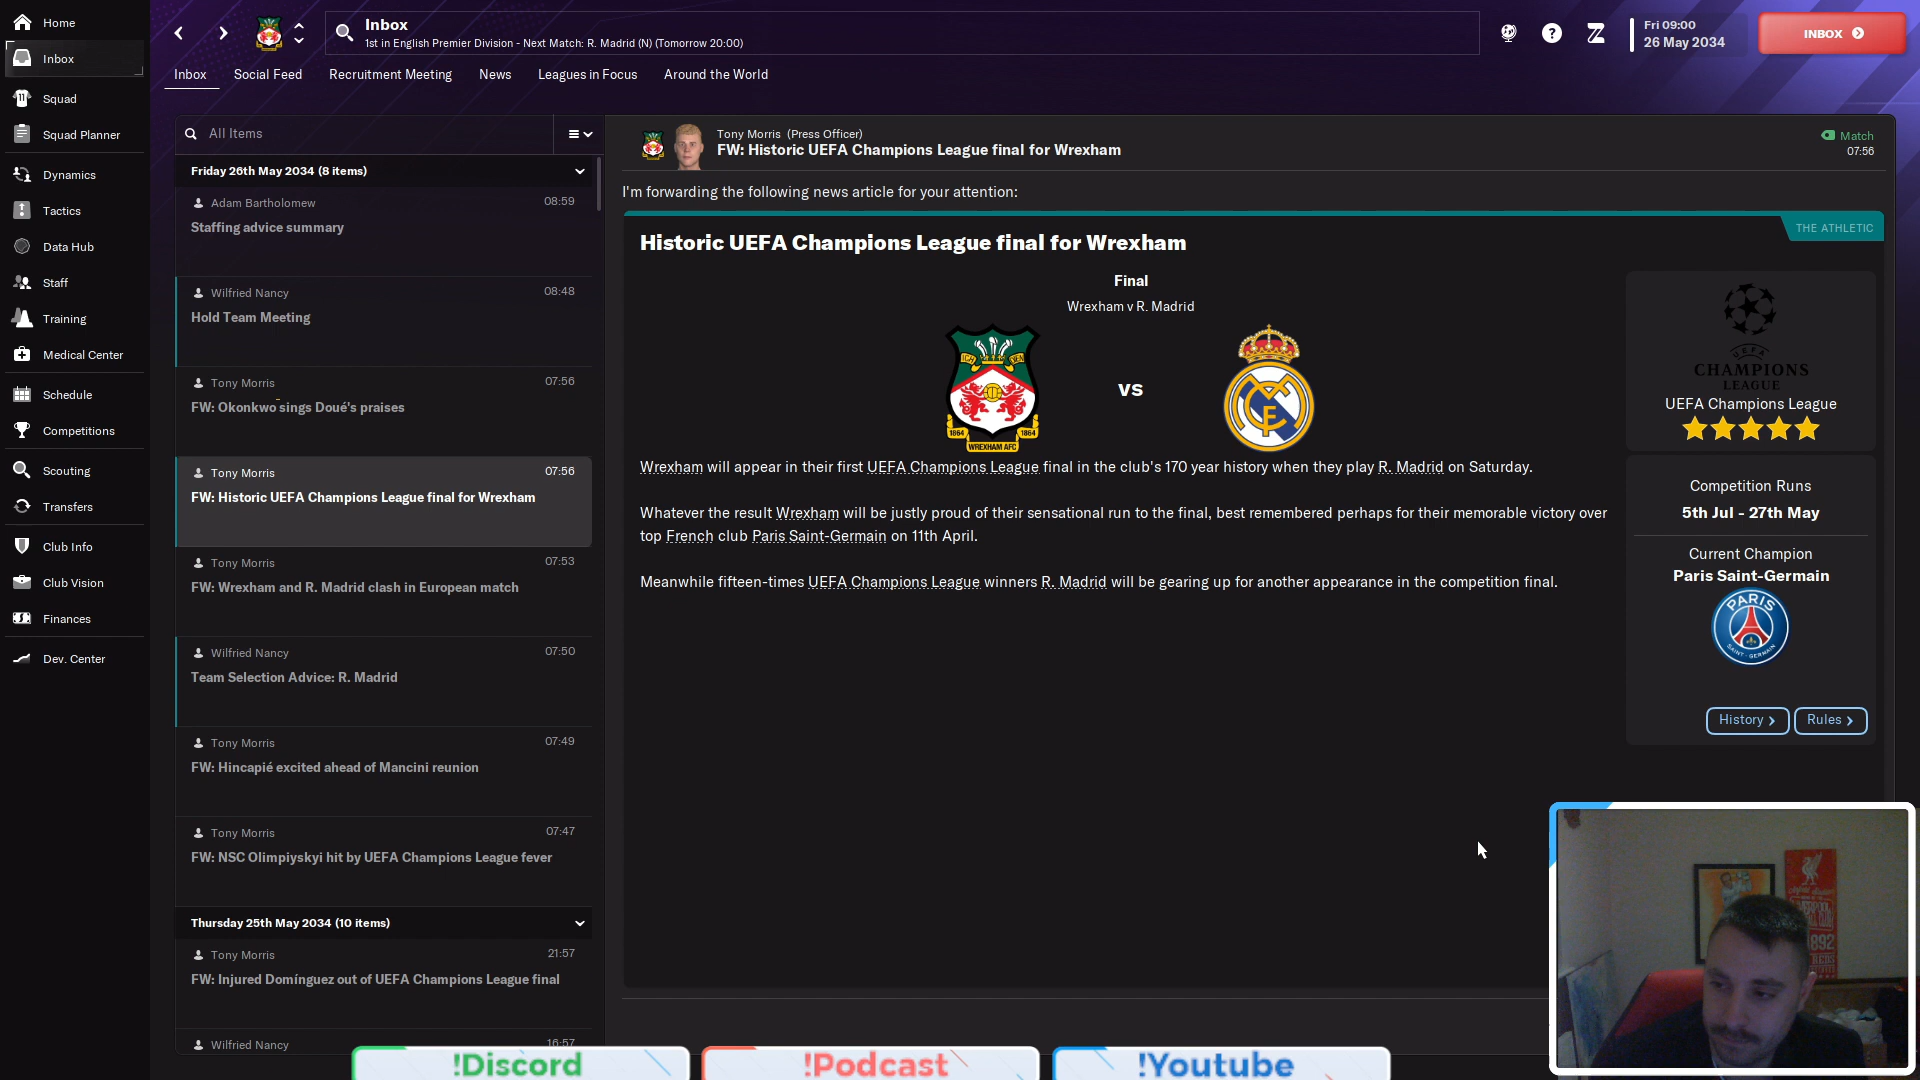 Home
Inbox
Squad
Squad Planner
Dynamics
Tactics
Data Hub
Staff
Training
Medical Center
Schedule
Competitions
Scouting
Transfers
Club Info
Club Vision
Finances
Dev. Center
Inbox
1st in English Premier Division - Next Match: R. Madrid (N) (Tomorrow 20:00)
Fri 09:00
26 May 2034
INBOX
Inbox
Social Feed
Recruitment Meeting
News
Leagues in Focus
Around the World
All Items
Friday 26th May 2034 (8 items)
Adam Bartholomew 08:59
Staffing advice summary
Wilfried Nancy 08:48
Hold Team Meeting
Tony Morris 07:56
FW: Okonkwo sings Doué's praises
Tony Morris 07:56
FW: Historic UEFA Champions League final for Wrexham
Tony Morris 07:53
FW: Wrexham and R. Madrid clash in European match
Wilfried Nancy 07:50
Team Selection Advice: R. Madrid
Tony Morris 07:49
FW: Hincapié excited ahead of Mancini reunion
Tony Morris 07:47
FW: NSC Olimpiyskyi hit by UEFA Champions League fever
Thursday 25th May 2034 (10 items)
Tony Morris 21:57
FW: Injured Domínguez out of UEFA Champions League final
Wilfried Nancy 16:57
Tony Morris (Press Officer)
FW: Historic UEFA Champions League final for Wrexham
Match
07:56
I'm forwarding the following news article for your attention:
THE ATHLETIC
Historic UEFA Champions League final for Wrexham
Final
Wrexham v R. Madrid
1864 1864
WREXHAM AFC
VS
Wrexham will appear in their first UEFA Champions League final in the club's 170 year history when they play R. Madrid on Saturday.
Whatever the result Wrexham will be justly proud of their sensational run to the final, best remembered perhaps for their memorable victory over
top French club Paris Saint-Germain on 11th April.
Meanwhile fifteen-times UEFA Champions League winners R. Madrid will be gearing up for another appearance in the competition final.
UEFA
CHAMPIONS
LEAGUE
UEFA Champions League
Competition Runs
5th Jul - 27th May
Current Champion
Paris Saint-Germain
PARIS
SAINT-GERMAIN
History
Rules
!Discord
!Podcast
!Youtube